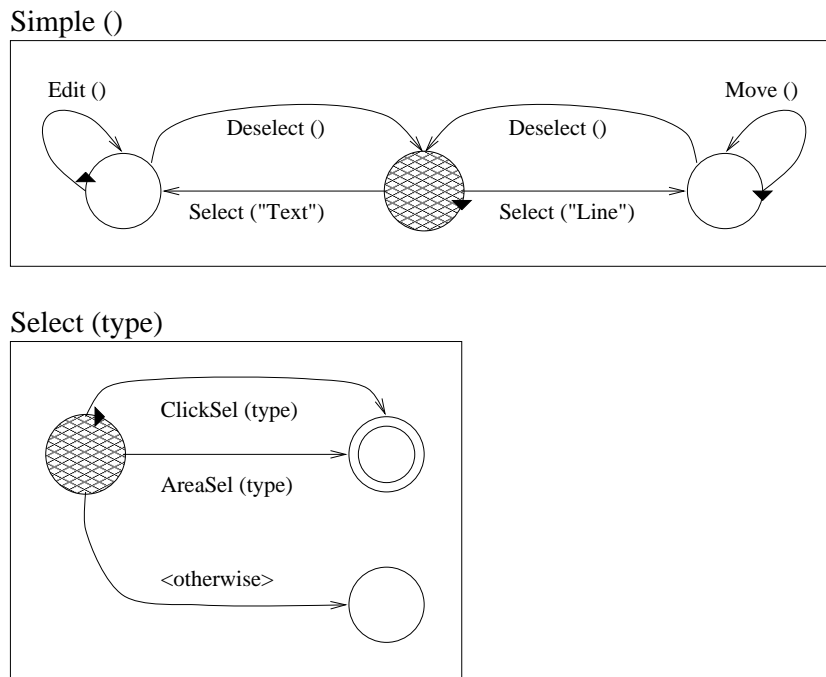 Simple ()
Edit ()
Move ()
Deselect ()
Deselect ()
Select ("Text")
Select ("Line")
Select (type)
ClickSel (type)
AreaSel (type)
<otherwise>